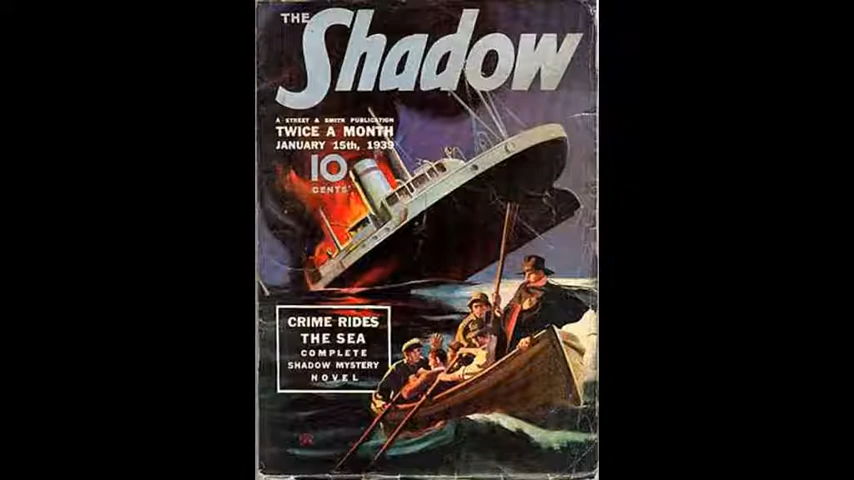 THE
Shadow
A STREET & SMITH PUBLICATION
TWICE A MONTH
JANUARY 15th, 1939
10
CENTS
CRIME RIDES
THE SEA
COMPLETE
SHADOW MYSTERY
NOVEL